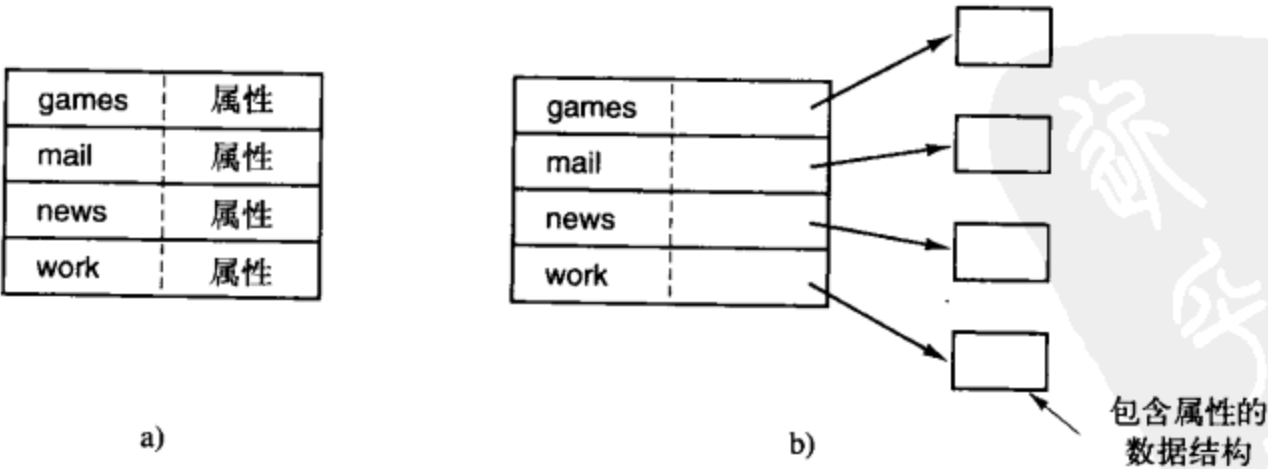 games 属性
mail 属性
news 属性
work 属性
a)
games
mail
news
work
b)
包含属性的
数据结构